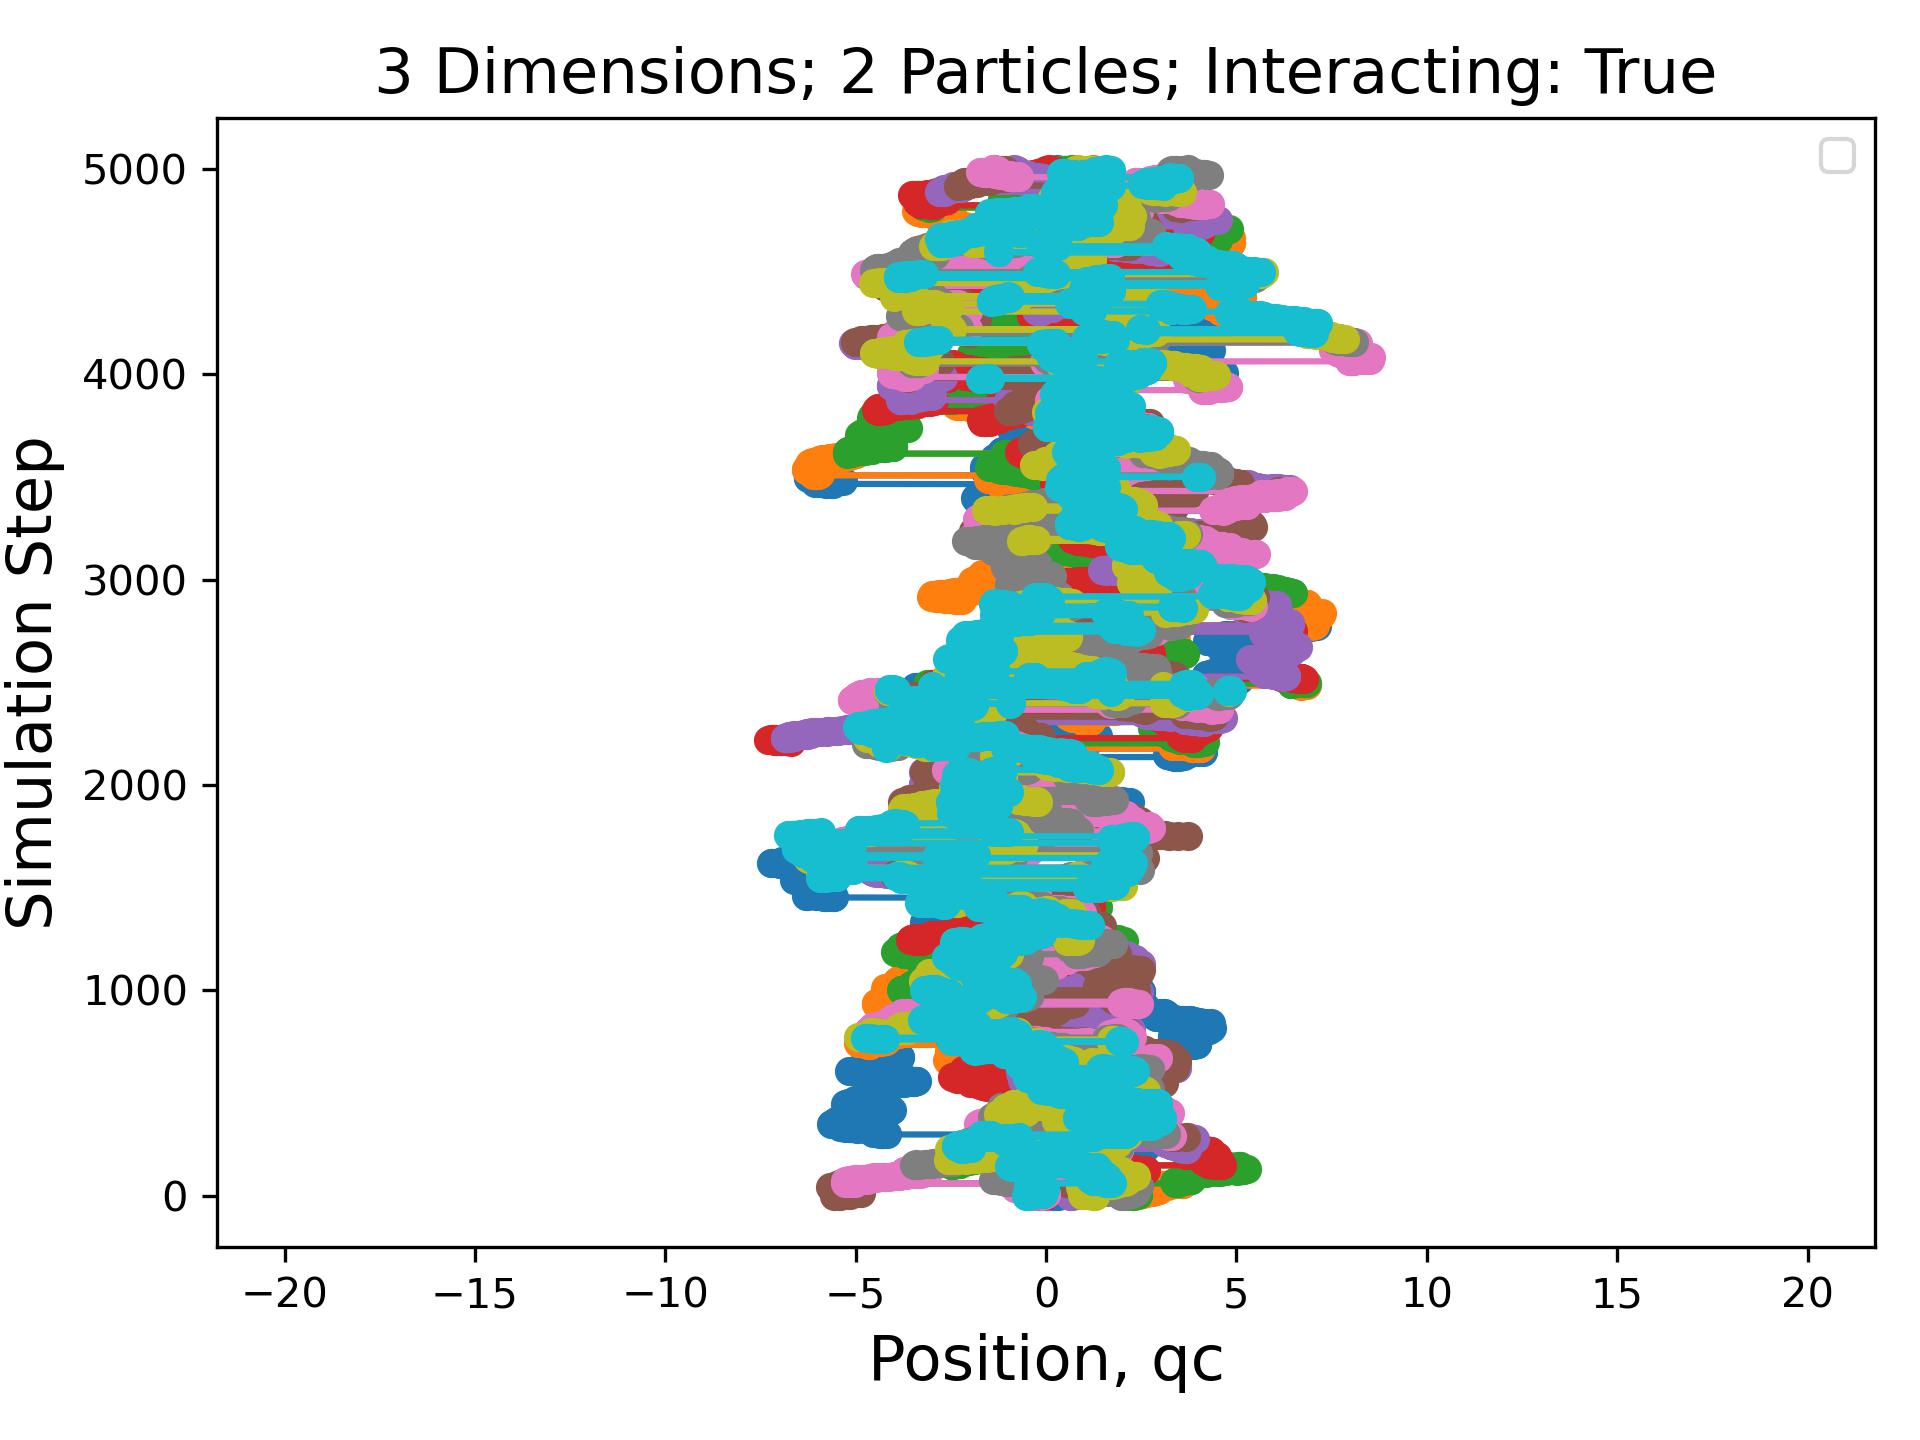 3 Dimensions; 2 Particles; Interacting: True
5000
4000
3000
2000
1000
0
Simulation Step
−20 −15 −10 −5 0 5 10 15 20
Position, qc